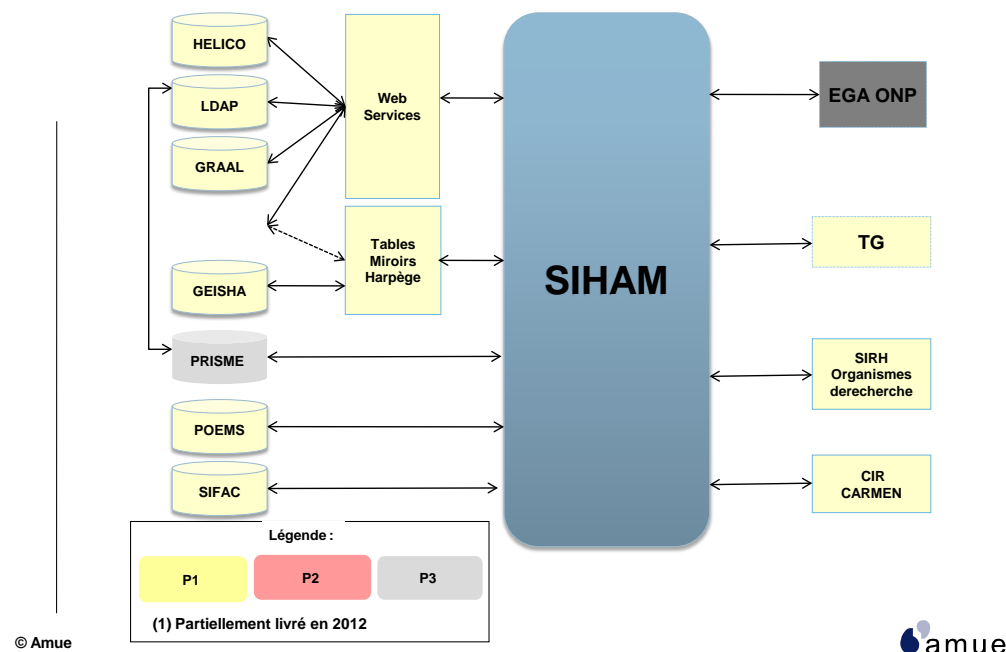 HELICO
LDAP
GRAAL
GEISHA
PRISME
POEMS
SIFAC
Web
Services
Tables
Miroirs
Harpège
SIHAM
EGA ONP
TG
SIRH
Organismes
derecherche
CIR
CARMEN
Légende :
P1
P2
P3
(1) Partiellement livré en 2012
© Amue
amue